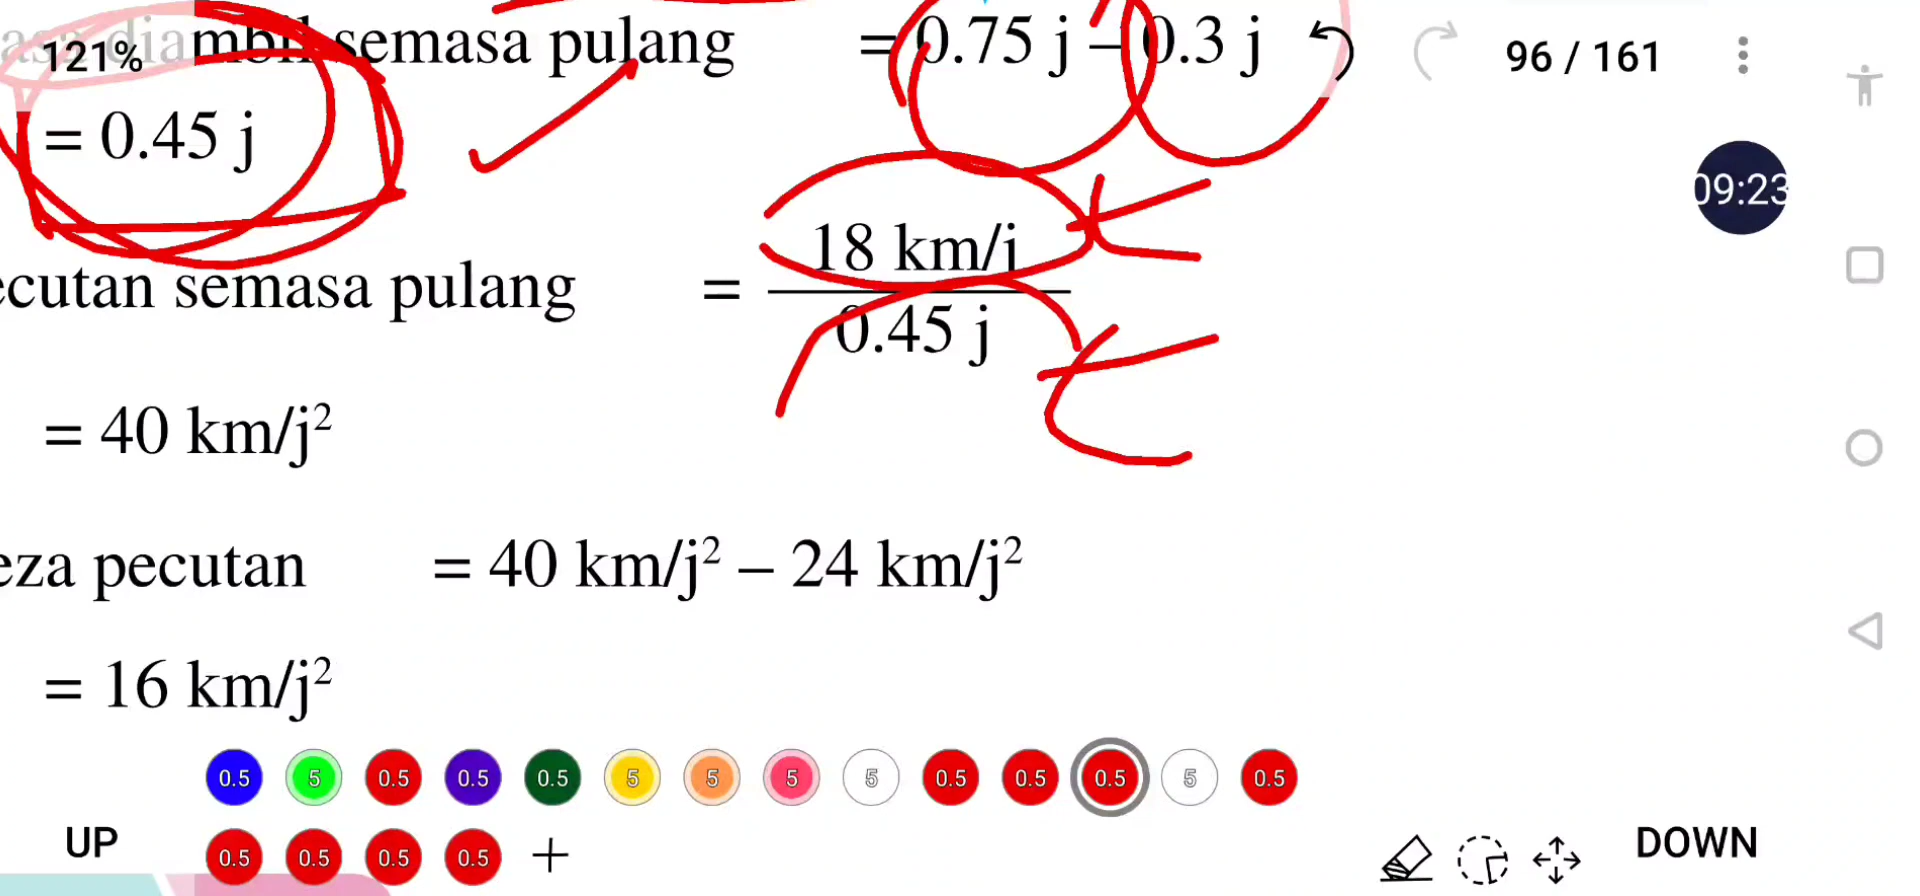 diambil semasa pulang = 0.75 j – 0.3 j
121%
96 / 161
= 0.45 j
09:23
18 km/j
ecutan semasa pulang =
0.45 j
= 40 km/j²
eza pecutan = 40 km/j² – 24 km/j²
= 16 km/j²
0.5 5 0.5 0.5 0.5 5 5 5 5 0.5 0.5 0.5 5 0.5
UP 0.5 0.5 0.5 0.5 + DOWN